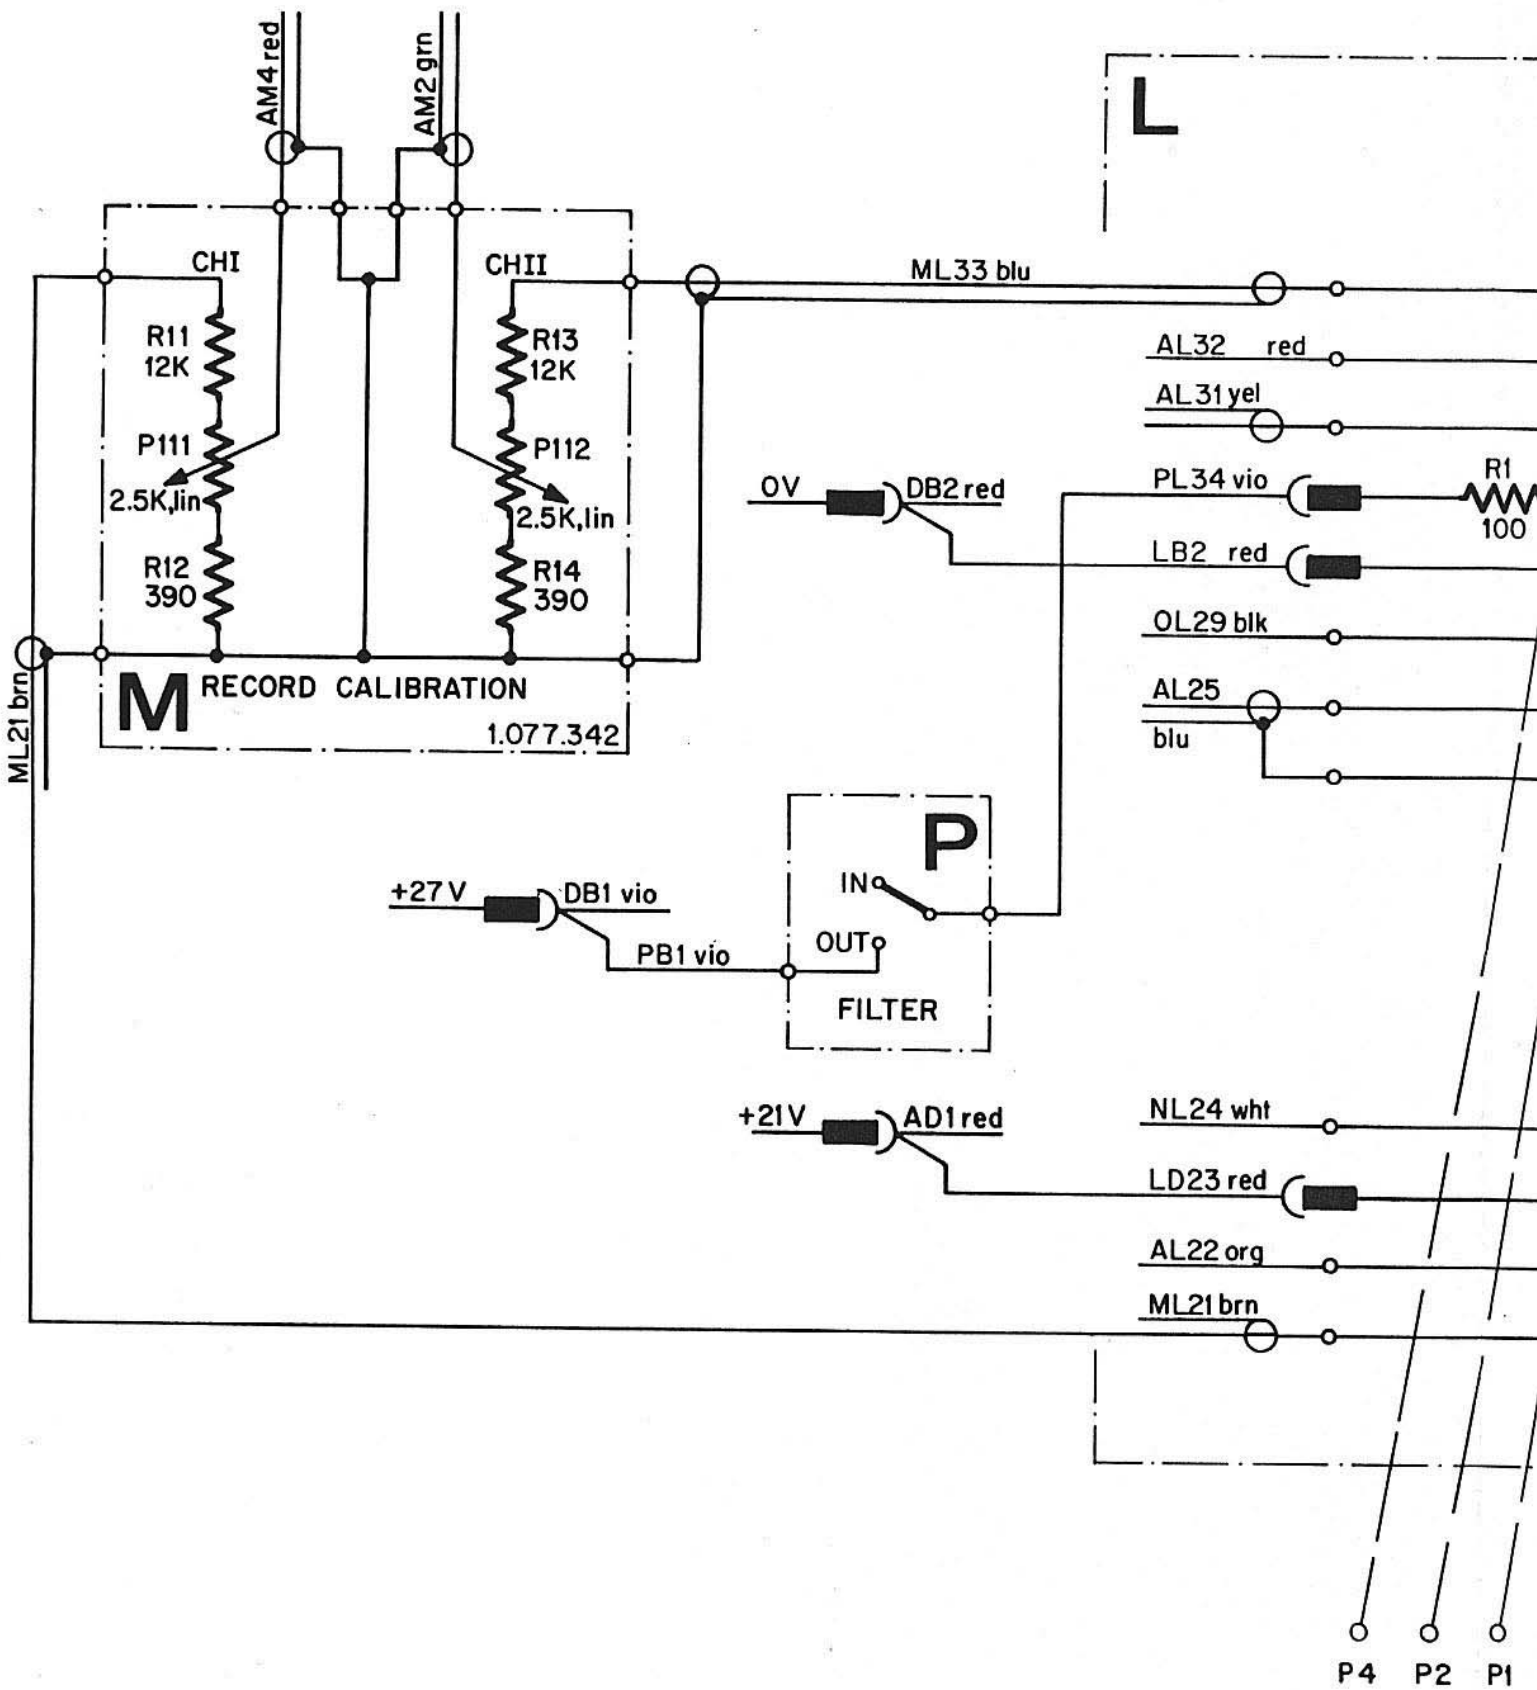 AM4 red
AM2 grn
L
CHI
CHII
ML33 blu
R11
12K
R13
12K
AL32 red
AL31 yel
P111
2.5K,lin
P112
2.5K,lin
0V
DB2 red
PL34 vio
R1
100
LB2 red
R12
390
R14
390
OL29 blk
ML21 brn
M
RECORD CALIBRATION
1.077.342
AL25
blu
P
+27V
DB1 vio
IN
OUT
PB1 vio
FILTER
+21V
AD1 red
NL24 wht
LD23 red
AL22 org
ML21 brn
P4
P2
P1